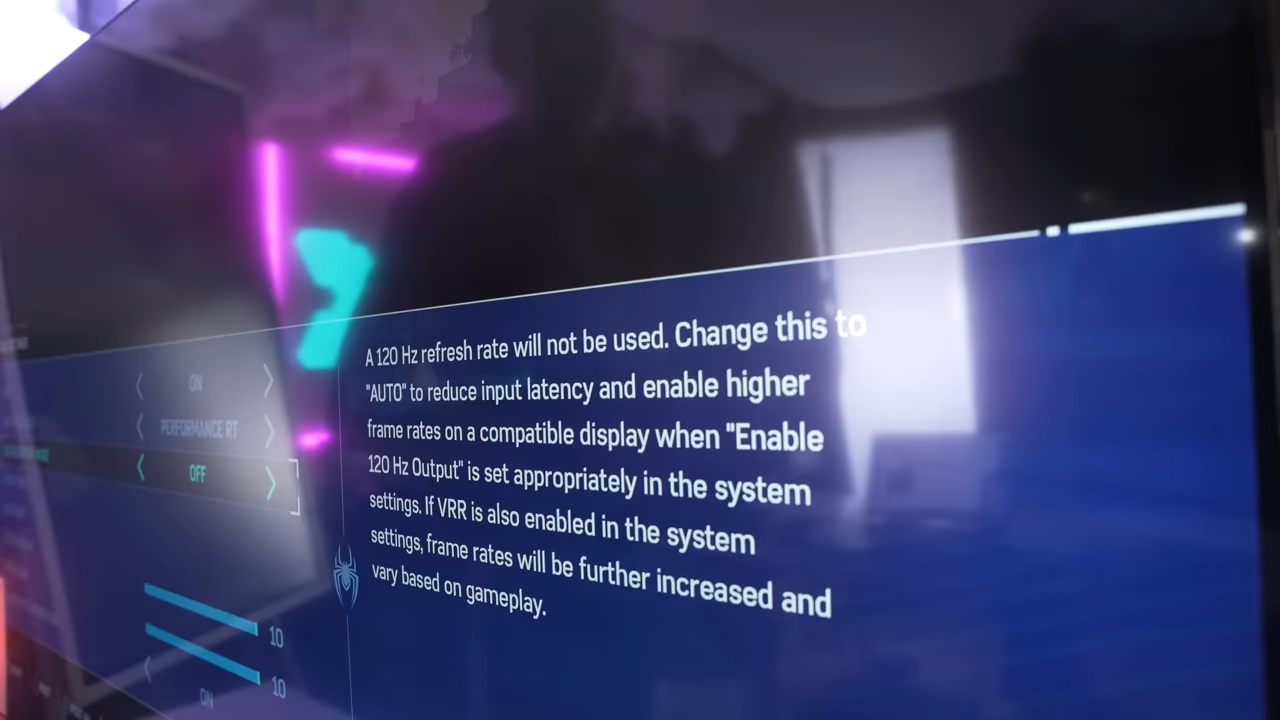 ON
PERFORMANCE RT
OFF
10
10
ON
A 120 Hz refresh rate will not be used. Change this to
"AUTO" to reduce input latency and enable higher
frame rates on a compatible display when "Enable
120 Hz Output" is set appropriately in the system
settings. If VRR is also enabled in the system
settings, frame rates will be further increased and
vary based on gameplay.